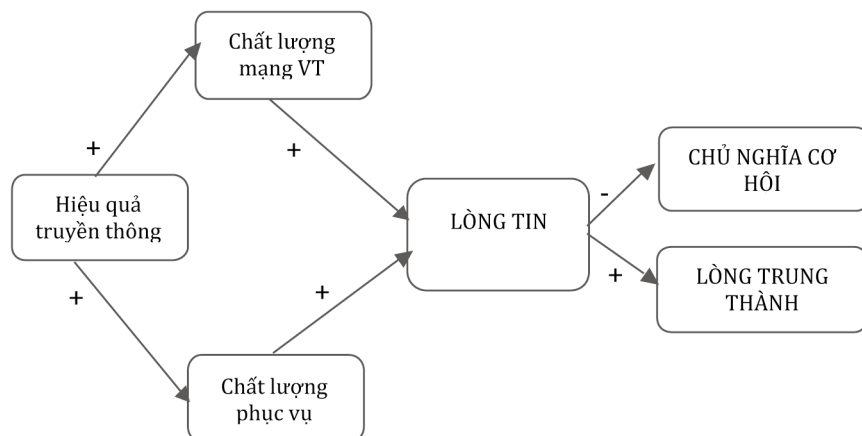 Chất lượng
mạng VT
+
+
Hiệu quả
truyền thông
LÒNG TIN
CHỦ NGHĨA CƠ
HÔI
-
+
LÒNG TRUNG
THÀNH
+
+
Chất lượng
phục vụ